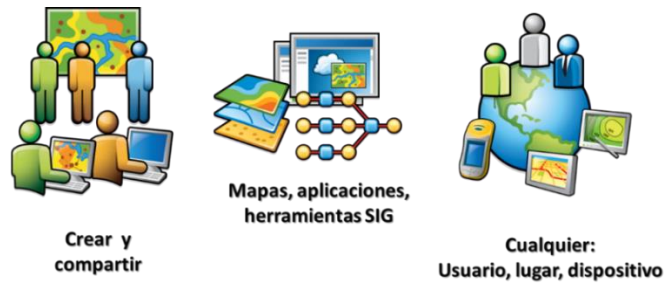 Crear y
compartir
Mapas, aplicaciones,
herramientas SIG
Cualquier:
Usuario, lugar, dispositivo